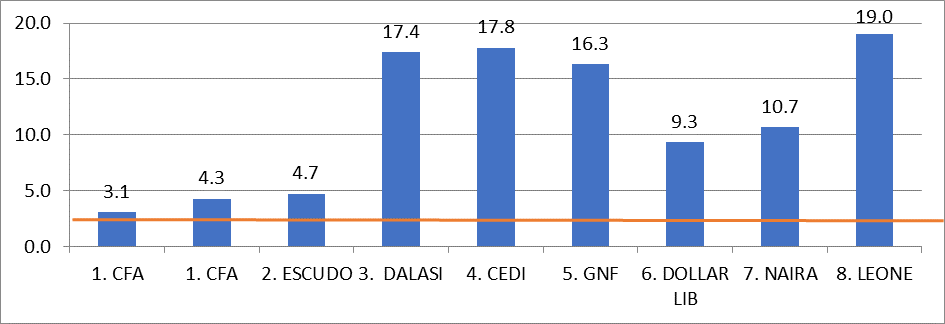 20.0
15.0
10.0
5.0
0.0
3.1
4.3
4.7
17.4
17.8
16.3
9.3
10.7
19.0
1. CFA
1. CFA
2. ESCUDO
3. DALASI
4. CEDI
5. GNF
6. DOLLAR
LIB
7. NAIRA
8. LEONE